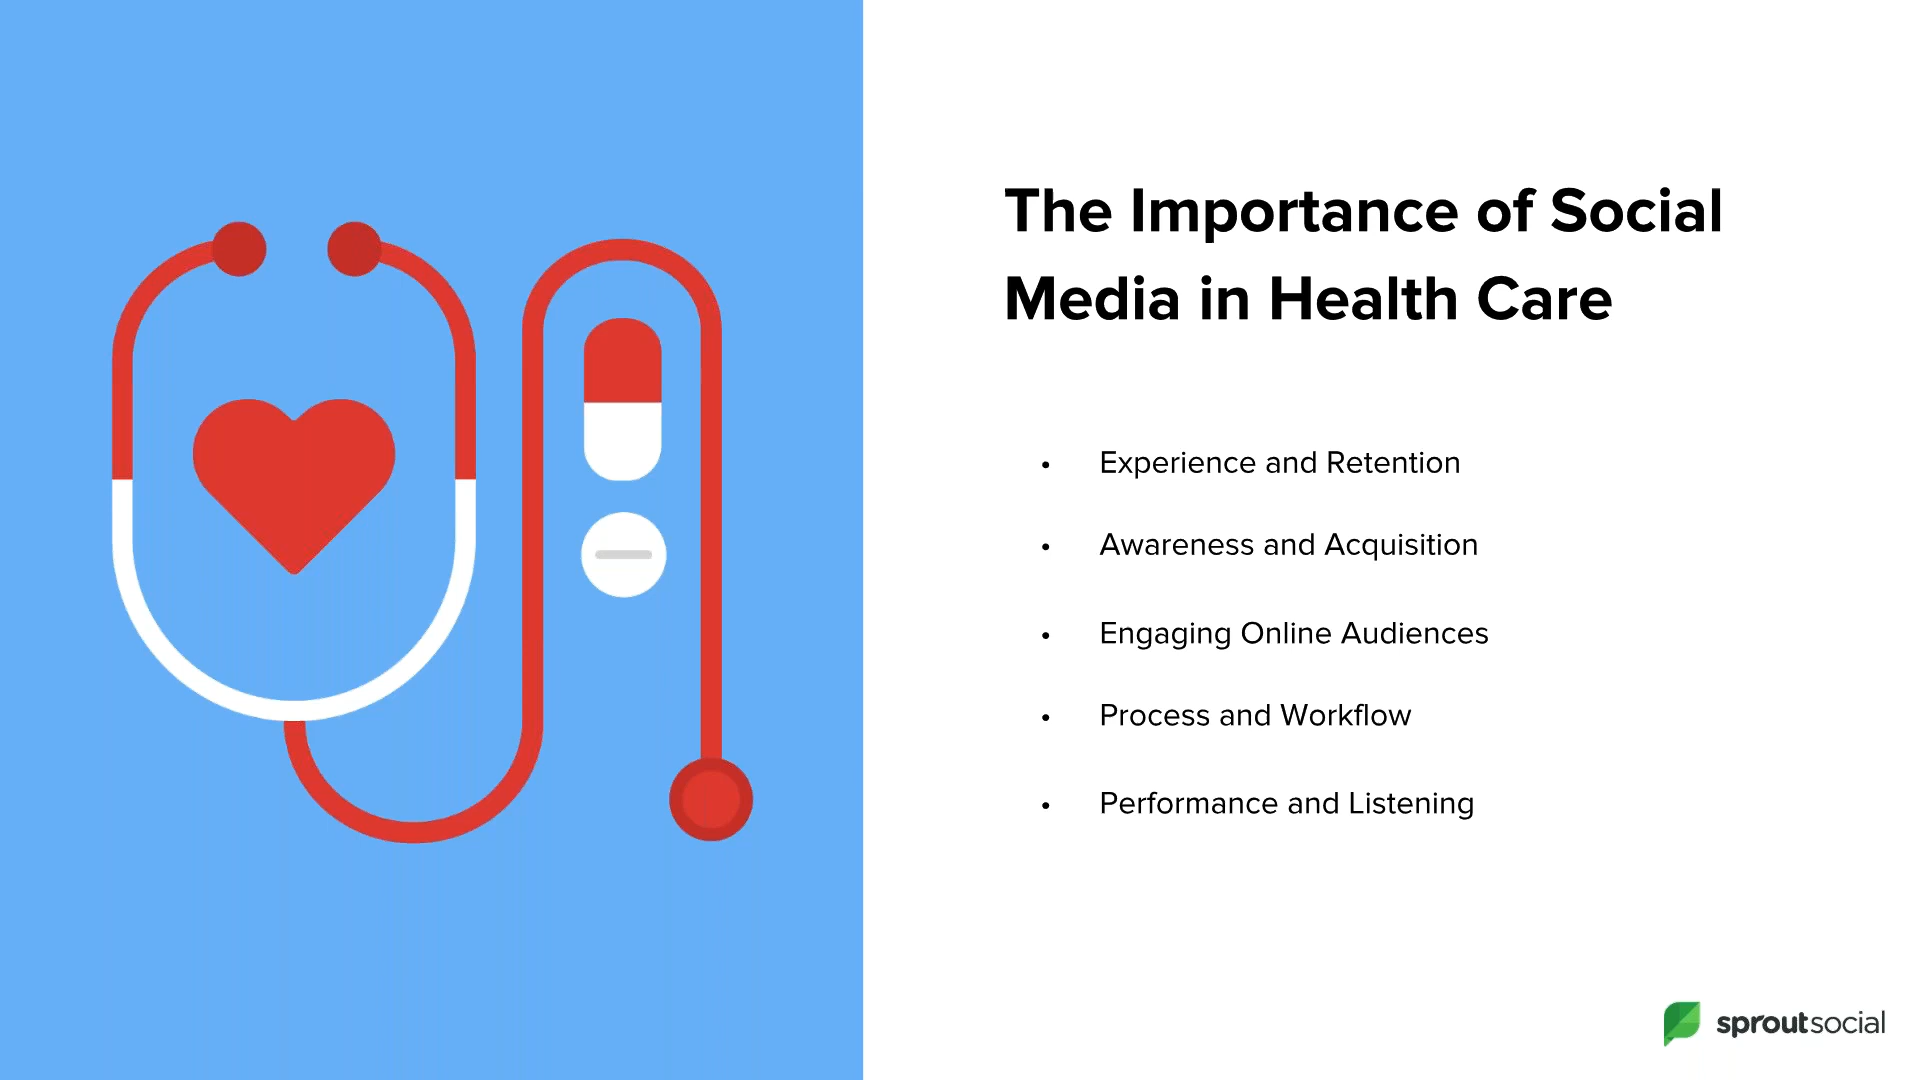 The Importance of Social
Media in Health Care
• Experience and Retention
• Awareness and Acquisition
• Engaging Online Audiences
• Process and Workflow
• Performance and Listening
sproutsocial